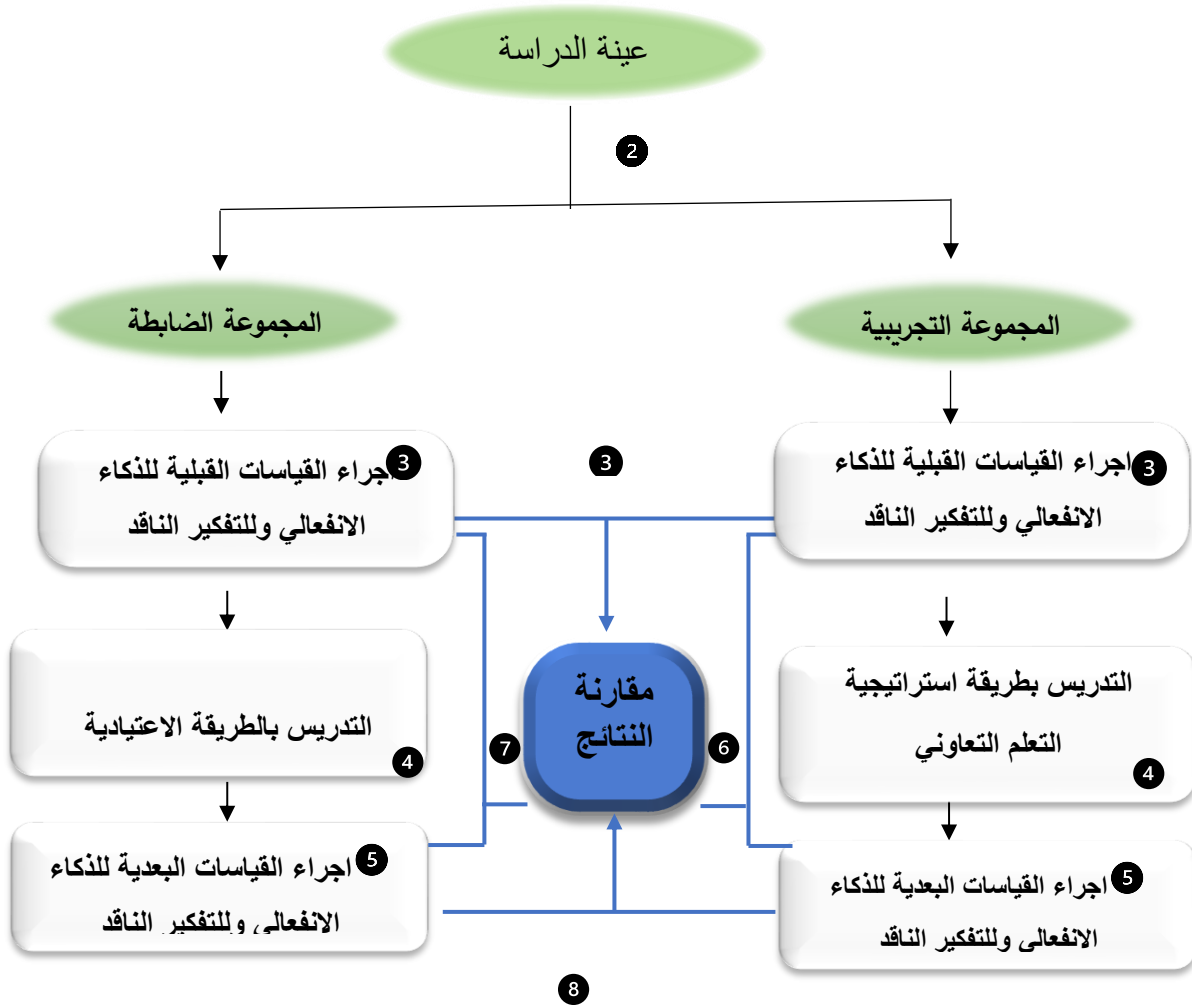 عينة الدراسة
2
المجموعة التجريبية
المجموعة الضابطة
3 اجراء القياسات القبلية للذكاء
الانفعالي وللتفكير الناقد
3
3 اجراء القياسات القبلية للذكاء
الانفعالي وللتفكير الناقد
التدريس بطريقة استراتيجية
التعلم التعاوني
4
مقارنة
النتائج
6
7
التدريس بالطريقة الاعتيادية
4
5 اجراء القياسات البعدية للذكاء
الانفعالي وللتفكير الناقد
5 اجراء القياسات البعدية للذكاء
الانفعالي وللتفكير الناقد
8